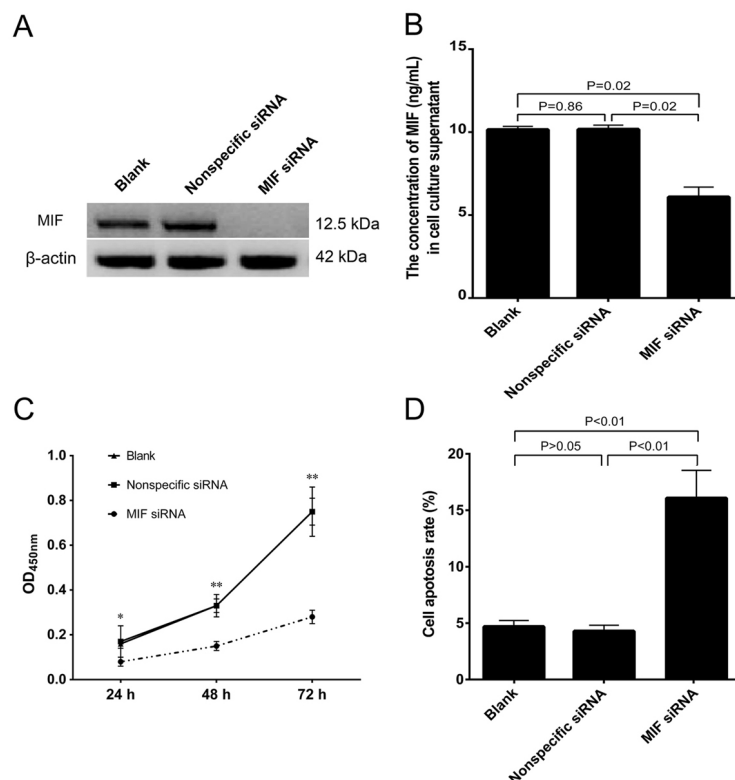 A
Blank
Nonspecific siRNA
MIF siRNA
MIF
12.5 kDa
β-actin
42 kDa
B
The concentration of MIF (ng/mL)
in cell culture supernatant
15
10
5
0
P=0.02
P=0.86
P=0.02
Blank
Nonspecific siRNA
MIF siRNA
C
OD450nm
1.0
0.8
0.6
0.4
0.2
0.0
Blank
Nonspecific siRNA
MIF siRNA
*
**
**
24 h
48 h
72 h
D
Cell apotosis rate (%)
20
15
10
5
0
P<0.01
P>0.05
P<0.01
Blank
Nonspecific siRNA
MIF siRNA